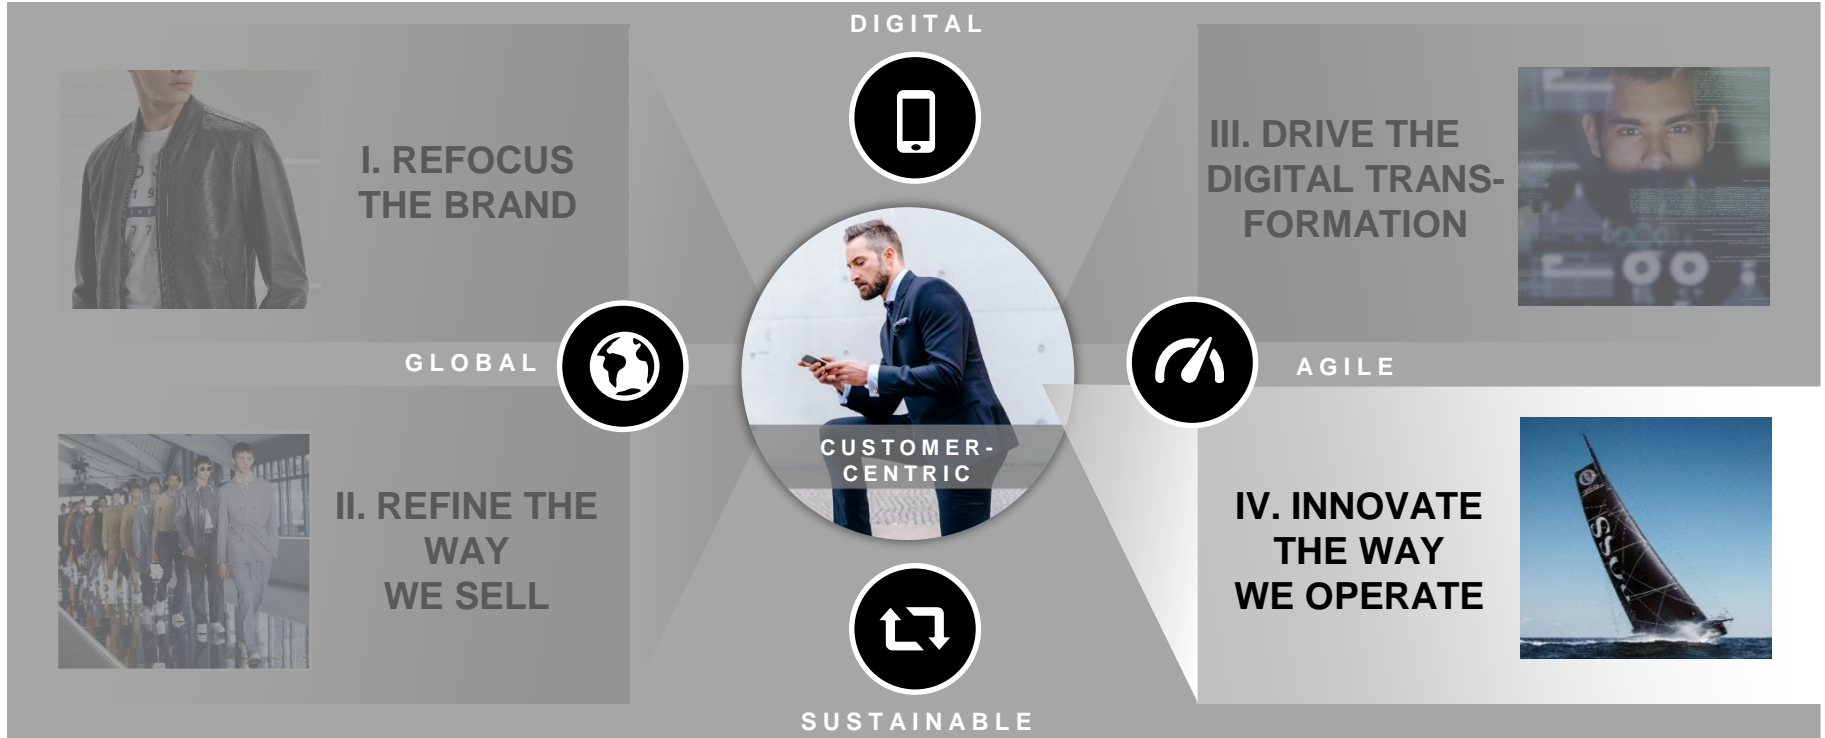 DIGITAL
I. REFOCUS
THE BRAND
III. DRIVE THE
DIGITAL TRANS-
FORMATION
GLOBAL
AGILE
CUSTOMER-
CENTRIC
II. REFINE THE
WAY
WE SELL
IV. INNOVATE
THE WAY
WE OPERATE
SUSTAINABLE